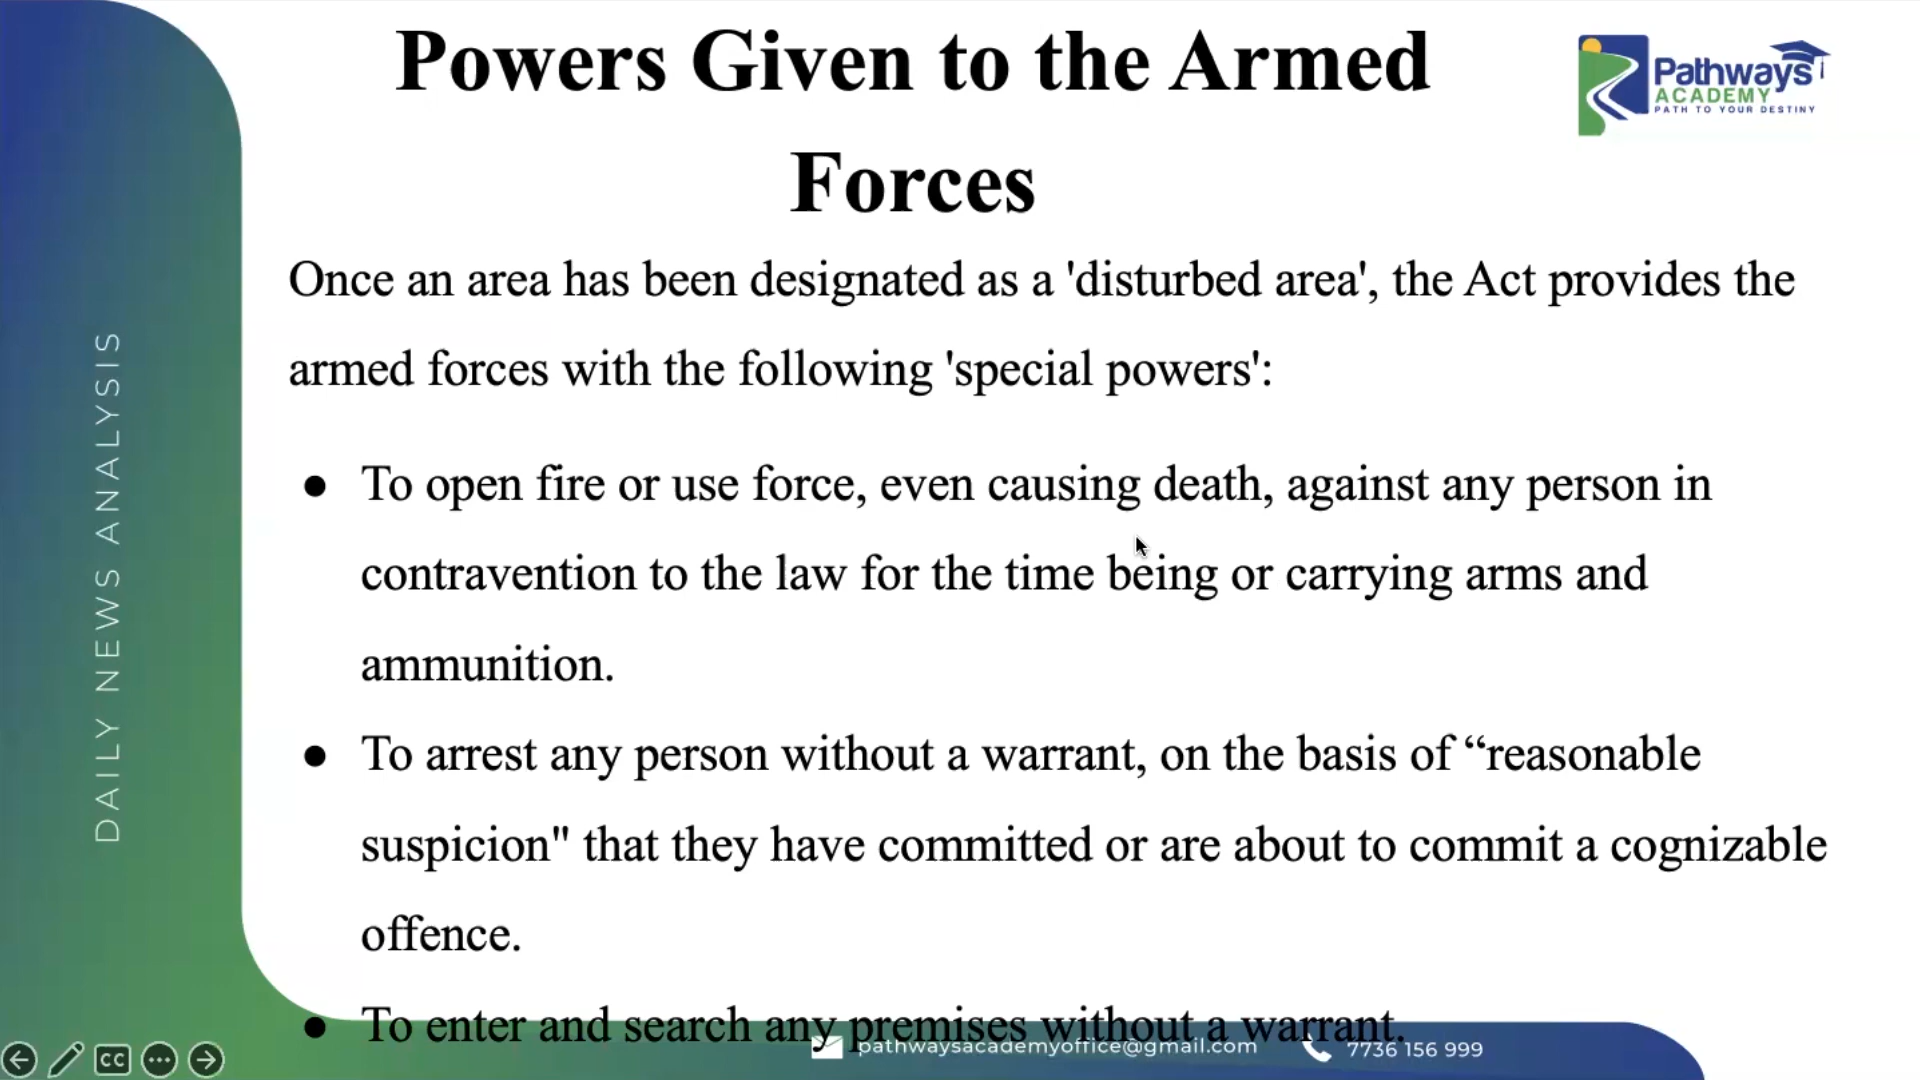 Powers Given to the Armed
Forces
Pathways
ACADEMY
PATH TO YOUR DESTINY
Once an area has been designated as a 'disturbed area', the Act provides the
armed forces with the following 'special powers':
● To open fire or use force, even causing death, against any person in
contravention to the law for the time being or carrying arms and
ammunition.
● To arrest any person without a warrant, on the basis of “reasonable
suspicion" that they have committed or are about to commit a cognizable
offence.
● To enter and search any premises without a warrant.
DAILY NEWS ANALYSIS
pathwaysacademyoffice@gmail.com
7736 156 999
CC